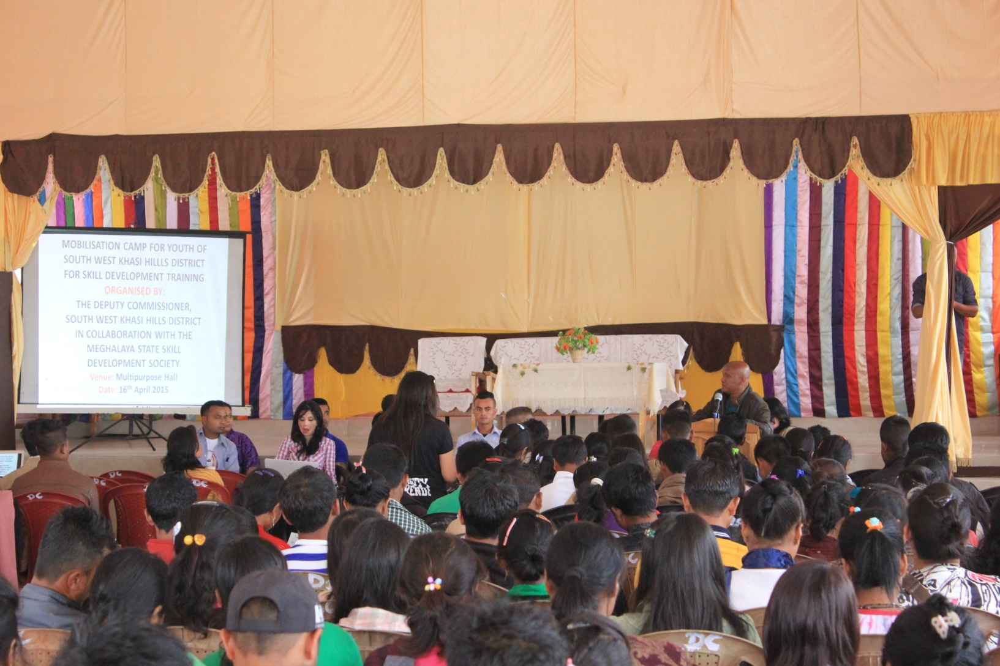 MOBILISATION CAMP FOR YOUTH OF
SOUTH WEST KHASI HILLLS DISTRICT
FOR SKILL DEVELOPMENT TRAINING
ORGANISED BY:
THE DEPUTY COMMISSIONER,
SOUTH WEST KHASI HILLS DISTRICT
IN COLLABORATION WITH THE
MEGHALAYA STATE SKILL
DEVELOPMENT SOCIETY
Venue: Multipurpose Hall
Date: 16th April 2015
DC
DC
DC
DC
DC